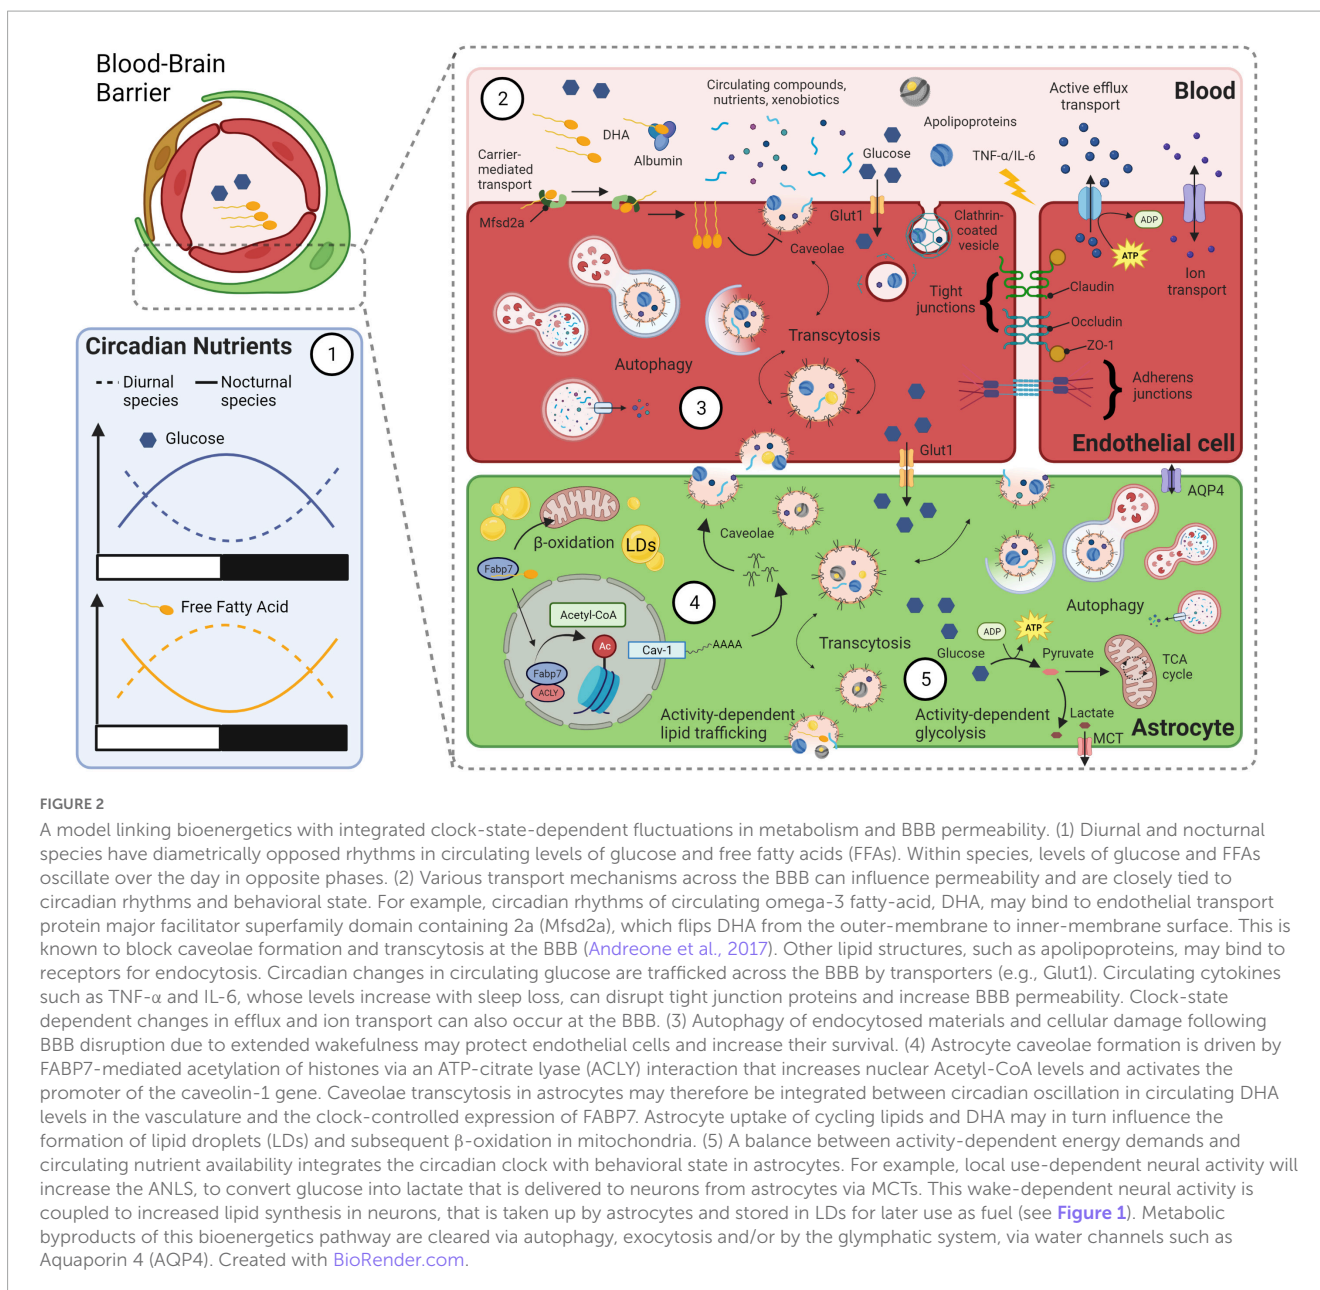 Blood-Brain
Barrier
Circadian Nutrients
1
Diurnal
species
Nocturnal
species
Glucose
Free Fatty Acid
2
Blood
DHA
Albumin
Carrier-
mediated
transport
Mfsd2a
Circulating compounds,
nutrients, xenobiotics
Apolipoproteins
Glucose
TNF-α/IL-6
Active efflux
transport
Glut1
Caveolae
Clathrin-
coated
vesicle
ADP
ATP
Ion
transport
Tight
junctions
Claudin
Occludin
ZO-1
Adherens
junctions
Transcytosis
Autophagy
3
Glut1
Endothelial cell
AQP4
β-oxidation
LDs
Fabp7
Caveolae
4
Acetyl-CoA
Ac
Fabp7
ACLY
Cav-1
AAAA
Transcytosis
Activity-dependent
lipid trafficking
Autophagy
ADP
ATP
Glucose
Pyruvate
TCA
cycle
5
Activity-dependent
glycolysis
Lactate
MCT
Astrocyte
FIGURE 2
A model linking bioenergetics with integrated clock-state-dependent fluctuations in metabolism and BBB permeability. (1) Diurnal and nocturnal
species have diametrically opposed rhythms in circulating levels of glucose and free fatty acids (FFAs). Within species, levels of glucose and FFAs
oscillate over the day in opposite phases. (2) Various transport mechanisms across the BBB can influence permeability and are closely tied to
circadian rhythms and behavioral state. For example, circadian rhythms of circulating omega-3 fatty-acid, DHA, may bind to endothelial transport
protein major facilitator superfamily domain containing 2a (Mfsd2a), which flips DHA from the outer-membrane to inner-membrane surface. This is
known to block caveolae formation and transcytosis at the BBB (Andreone et al., 2017). Other lipid structures, such as apolipoproteins, may bind to
receptors for endocytosis. Circadian changes in circulating glucose are trafficked across the BBB by transporters (e.g., Glut1). Circulating cytokines
such as TNF-α and IL-6, whose levels increase with sleep loss, can disrupt tight junction proteins and increase BBB permeability. Clock-state
dependent changes in efflux and ion transport can also occur at the BBB. (3) Autophagy of endocytosed materials and cellular damage following
BBB disruption due to extended wakefulness may protect endothelial cells and increase their survival. (4) Astrocyte caveolae formation is driven by
FABP7-mediated acetylation of histones via an ATP-citrate lyase (ACLY) interaction that increases nuclear Acetyl-CoA levels and activates the
promoter of the caveolin-1 gene. Caveolae transcytosis in astrocytes may therefore be integrated between circadian oscillation in circulating DHA
levels in the vasculature and the clock-controlled expression of FABP7. Astrocyte uptake of cycling lipids and DHA may in turn influence the
formation of lipid droplets (LDs) and subsequent β-oxidation in mitochondria. (5) A balance between activity-dependent energy demands and
circulating nutrient availability integrates the circadian clock with behavioral state in astrocytes. For example, local use-dependent neural activity will
increase the ANLS, to convert glucose into lactate that is delivered to neurons from astrocytes via MCTs. This wake-dependent neural activity is
coupled to increased lipid synthesis in neurons, that is taken up by astrocytes and stored in LDs for later use as fuel (see Figure 1). Metabolic
byproducts of this bioenergetics pathway are cleared via autophagy, exocytosis and/or by the glymphatic system, via water channels such as
Aquaporin 4 (AQP4). Created with BioRender.com.